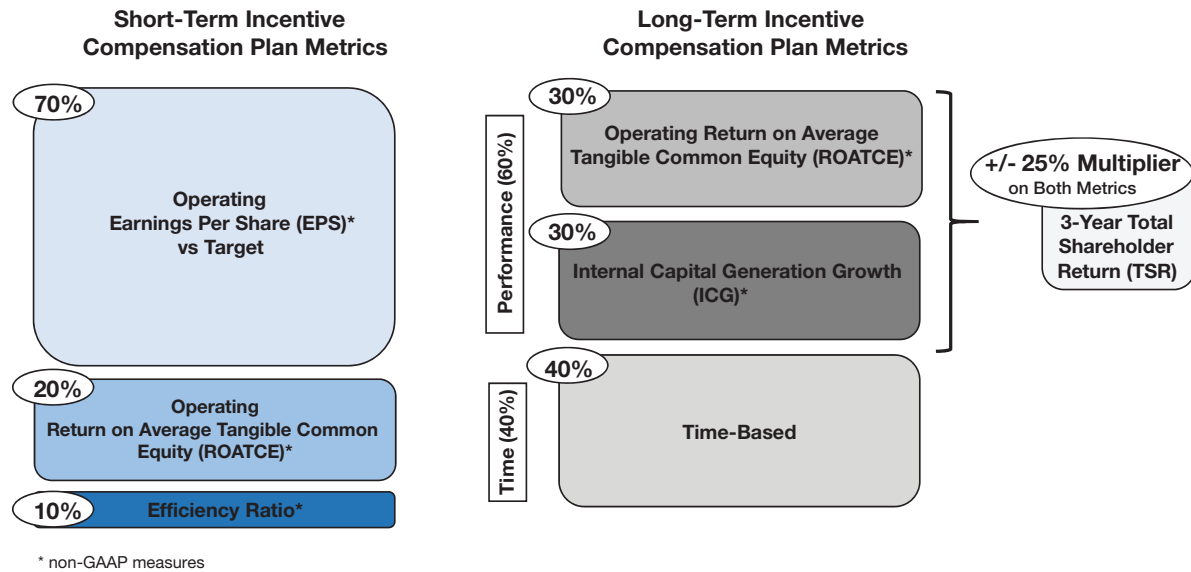 Short-Term Incentive
Compensation Plan Metrics
70%
Operating
Earnings Per Share (EPS)*
vs Target
20%
Operating
Return on Average Tangible Common
Equity (ROATCE)*
10%
Efficiency Ratio*
* non-GAAP measures
Long-Term Incentive
Compensation Plan Metrics
Performance (60%)
30%
Operating Return on Average
Tangible Common Equity (ROATCE)*
30%
Internal Capital Generation Growth
(ICG)*
Time (40%)
40%
Time-Based
+/- 25% Multiplier
on Both Metrics
3-Year Total
Shareholder
Return (TSR)